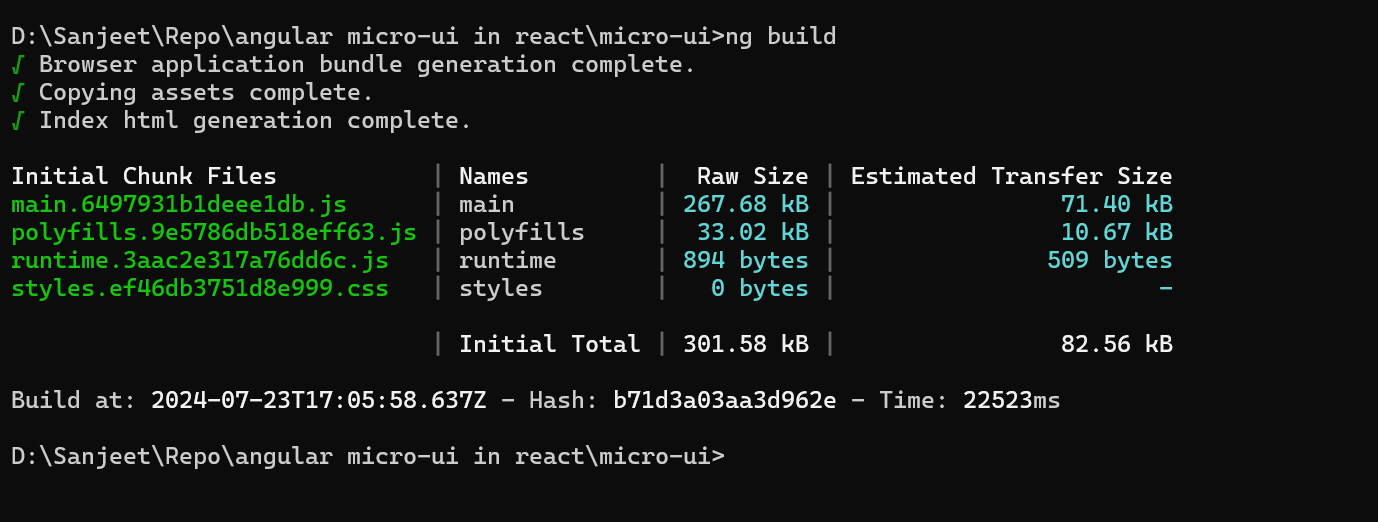 D:\Sanjeet\Repo\angular micro-ui in react\micro-ui>ng build
√ Browser application bundle generation complete.
√ Copying assets complete.
√ Index html generation complete.
Initial Chunk Files | Names | Raw Size | Estimated Transfer Size
main.6497931b1deee1db.js | main | 267.68 kB | 71.40 kB
polyfills.9e5786db518eff63.js | polyfills | 33.02 kB | 10.67 kB
runtime.3aac2e317a76dd6c.js | runtime | 894 bytes | 509 bytes
styles.ef46db3751d8e999.css | styles | 0 bytes | -
| Initial Total | 301.58 kB | 82.56 kB
Build at: 2024-07-23T17:05:58.637Z - Hash: b71d3a03aa3d962e - Time: 22523ms
D:\Sanjeet\Repo\angular micro-ui in react\micro-ui>